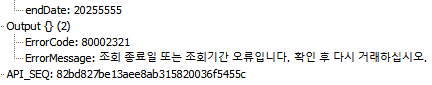 endDate: 20255555
Output {} (2)
ErrorCode: 80002321
ErrorMessage: 조회 종료일 또는 조회기간 오류입니다. 확인 후 다시 거래하십시오.
API_SEQ: 82bd827be13aee8ab315820036f5455c